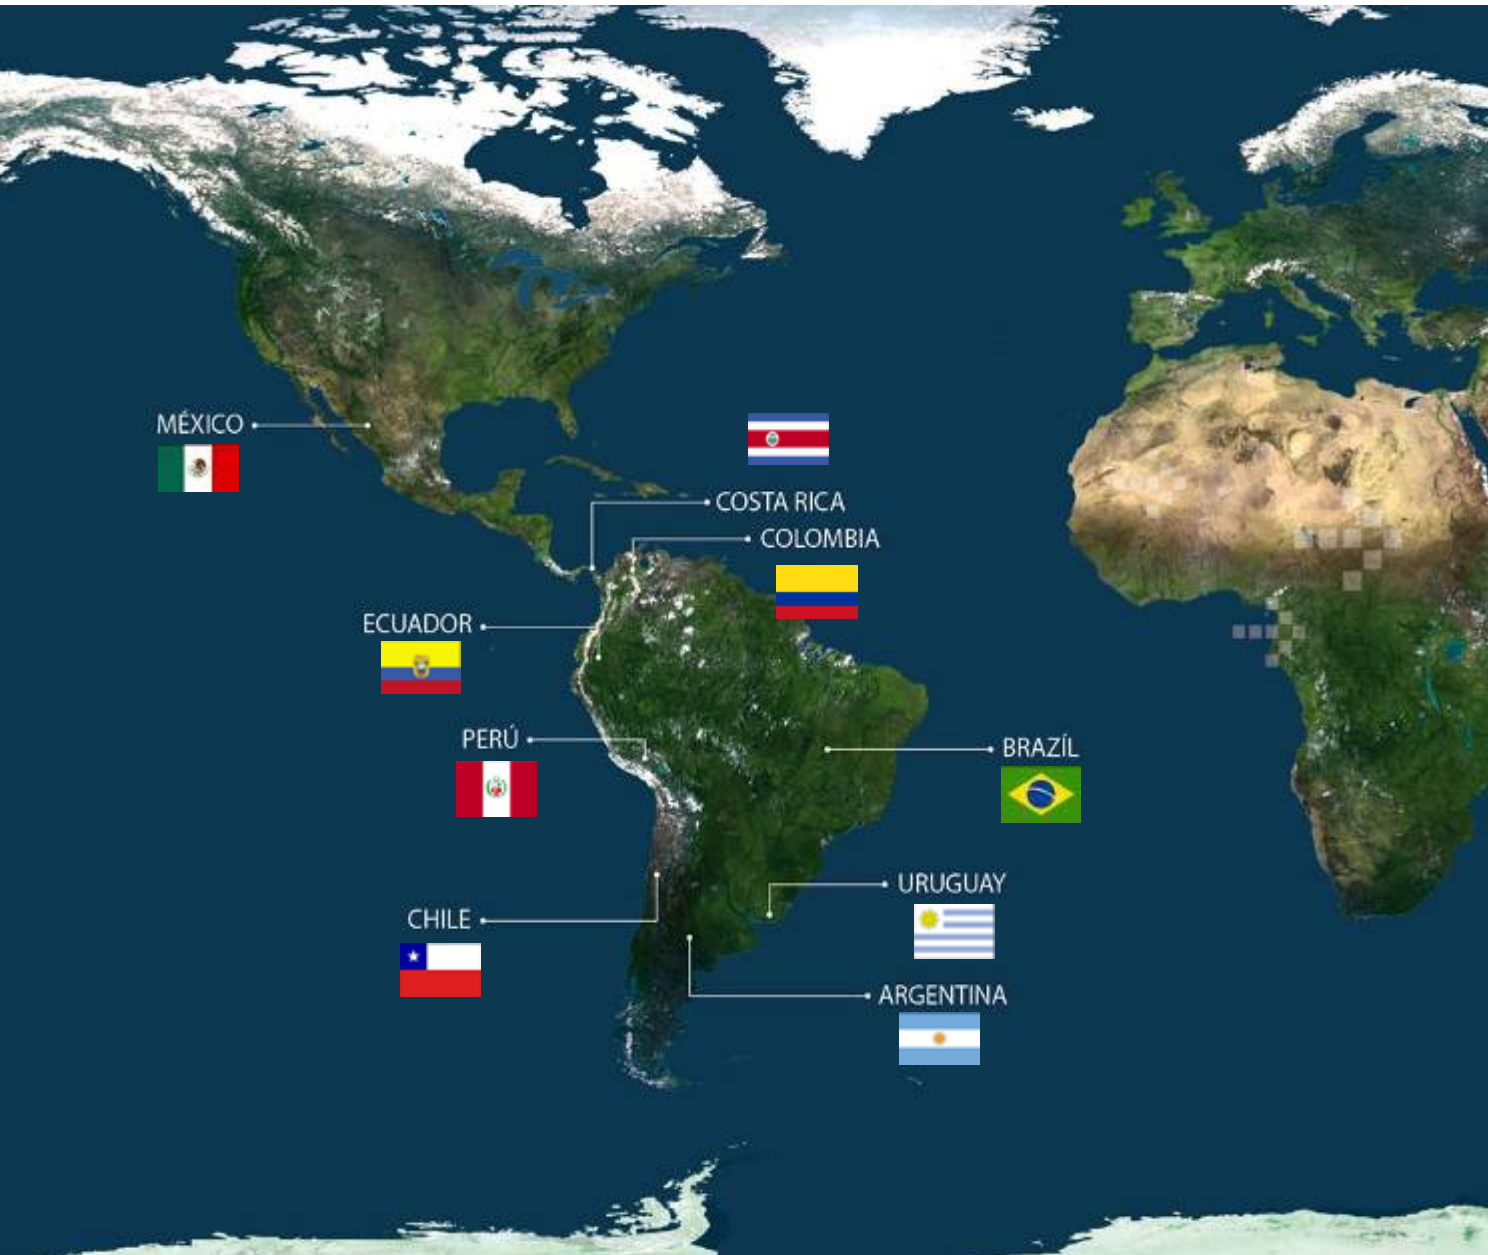 MÉXICO
COSTA RICA
COLOMBIA
ECUADOR
PERÚ
BRAZÍL
URUGUAY
CHILE
ARGENTINA